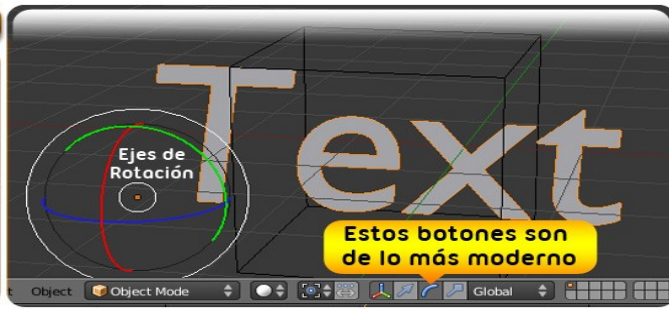 Text
Ejes de
Rotación
Estos botones son
de lo más moderno
t Object Object Mode Global